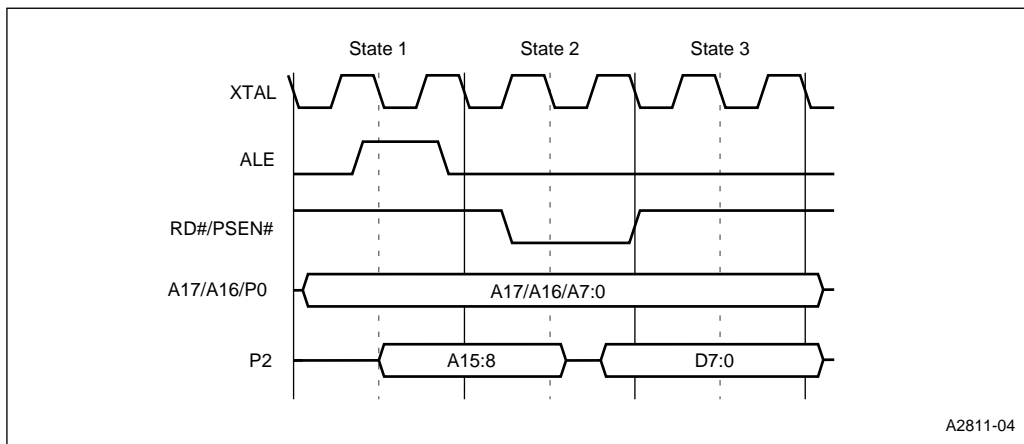 State 1 State 2 State 3
XTAL
ALE
RD#/PSEN#
A17/A16/P0 A17/A16/A7:0
P2 A15:8 D7:0
A2811-04